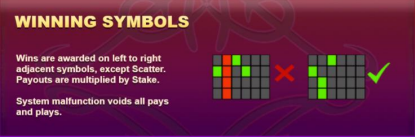 WINNING SYMBOLS
Wins are awarded on left to right
adjacent symbols, except Scatter.
Payouts are multiplied by Stake.
System malfunction voids all pays
and plays.